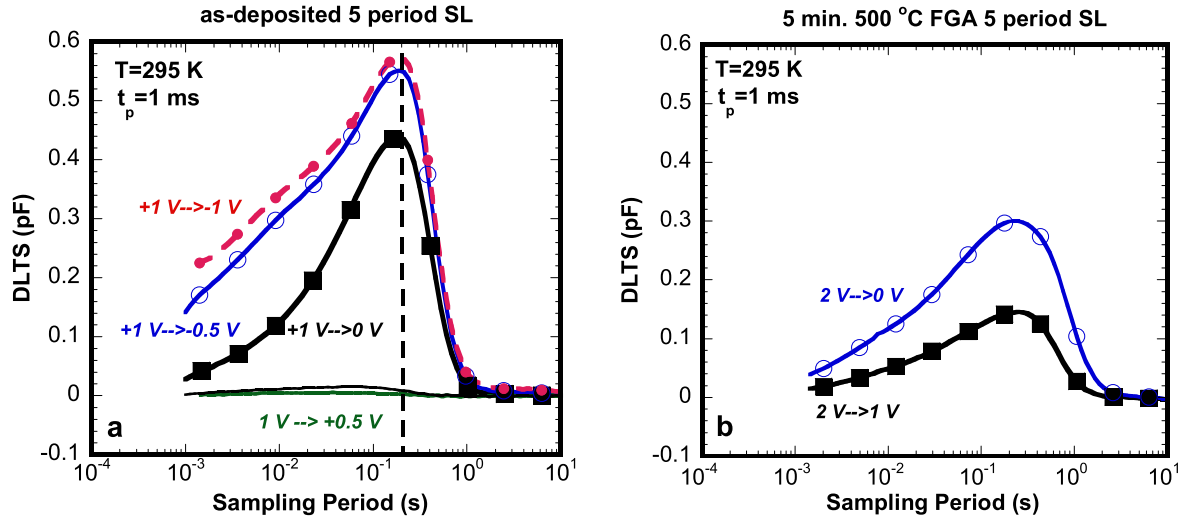 as-deposited 5 period SL
0.6
0.5
0.4
0.3
0.2
0.1
0
-0.1
DLTS (pF)
T=295 K
t_p=1 ms
+1 V-->-1 V
+1 V-->-0.5 V
+1 V-->0 V
1 V --> +0.5 V
a
10^-4 10^-3 10^-2 10^-1 10^0 10^1
Sampling Period (s)
5 min. 500 °C FGA 5 period SL
0.6
0.5
0.4
0.3
0.2
0.1
0
-0.1
DLTS (pF)
T=295 K
t_p=1 ms
2 V-->0 V
2 V-->1 V
b
10^-4 10^-3 10^-2 10^-1 10^0 10^1
Sampling Period (s)